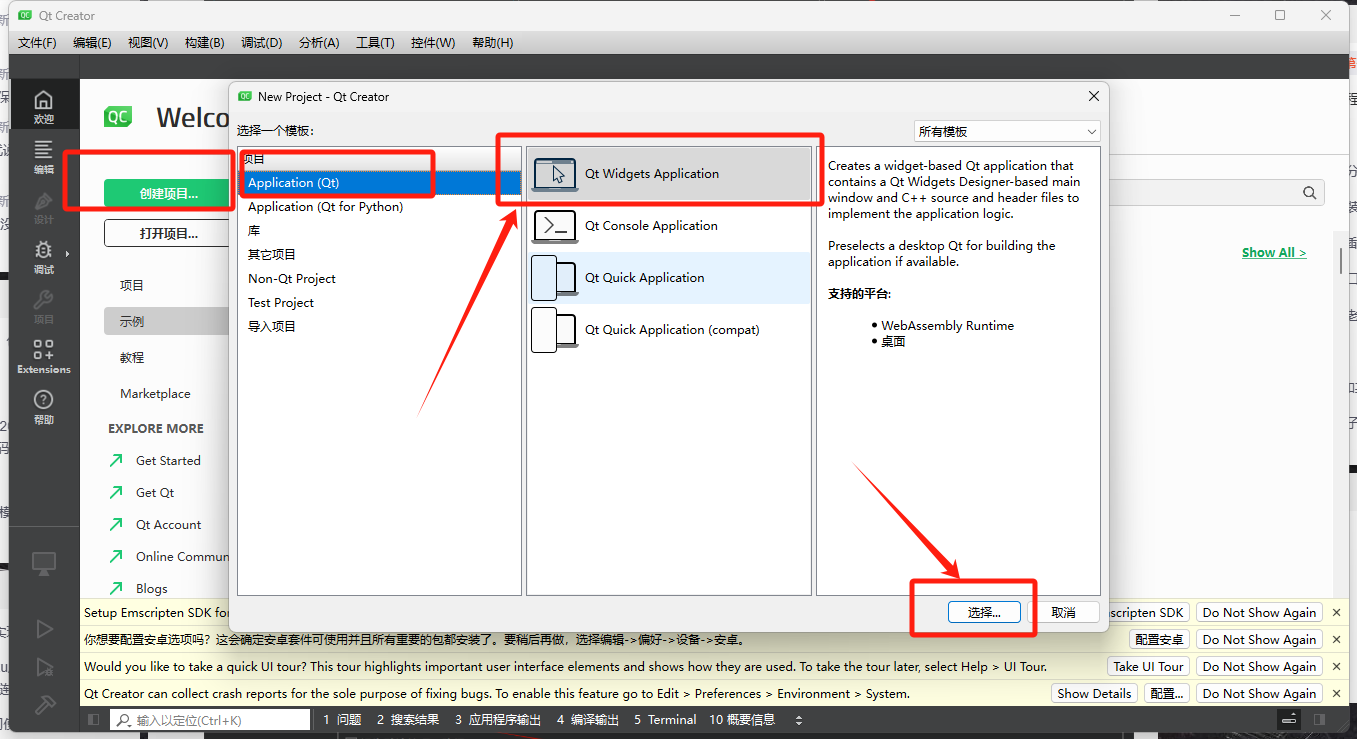 Qt Creator
文件(F) 编辑(E) 视图(V) 构建(B) 调试(D) 分析(A) 工具(T) 控件(W) 帮助(H)
欢迎
编辑
设计
调试
项目
Extensions
帮助
QC
Welco
创建项目...
打开项目...
项目
示例
教程
Marketplace
EXPLORE MORE
Get Started
Get Qt
Qt Account
Online Commun
Blogs
Show All >
New Project - Qt Creator
选择一个模板:
所有模板
项目
Application (Qt)
Application (Qt for Python)
库
其它项目
Non-Qt Project
Test Project
导入项目
Qt Widgets Application
Qt Console Application
Qt Quick Application
Qt Quick Application (compat)
Creates a widget-based Qt application that
contains a Qt Widgets Designer-based main
window and C++ source and header files to
implement the application logic.
Preselects a desktop Qt for building the
application if available.
支持的平台:
• WebAssembly Runtime
• 桌面
选择... 取消
Setup Emscripten SDK fo scripten SDK Do Not Show Again
你想要配置安卓选项吗？这会确定安卓套件可使用并且所有重要的包都安装了。要稍后再做，选择编辑->偏好->设备->安卓。 配置安卓 Do Not Show Again
Would you like to take a quick UI tour? This tour highlights important user interface elements and shows how they are used. To take the tour later, select Help > UI Tour. Take UI Tour Do Not Show Again
Qt Creator can collect crash reports for the sole purpose of fixing bugs. To enable this feature go to Edit > Preferences > Environment > System. Show Details 配置... Do Not Show Again
输入以定位(Ctrl+K) 1 问题 2 搜索结果 3 应用程序输出 4 编译输出 5 Terminal 10 概要信息